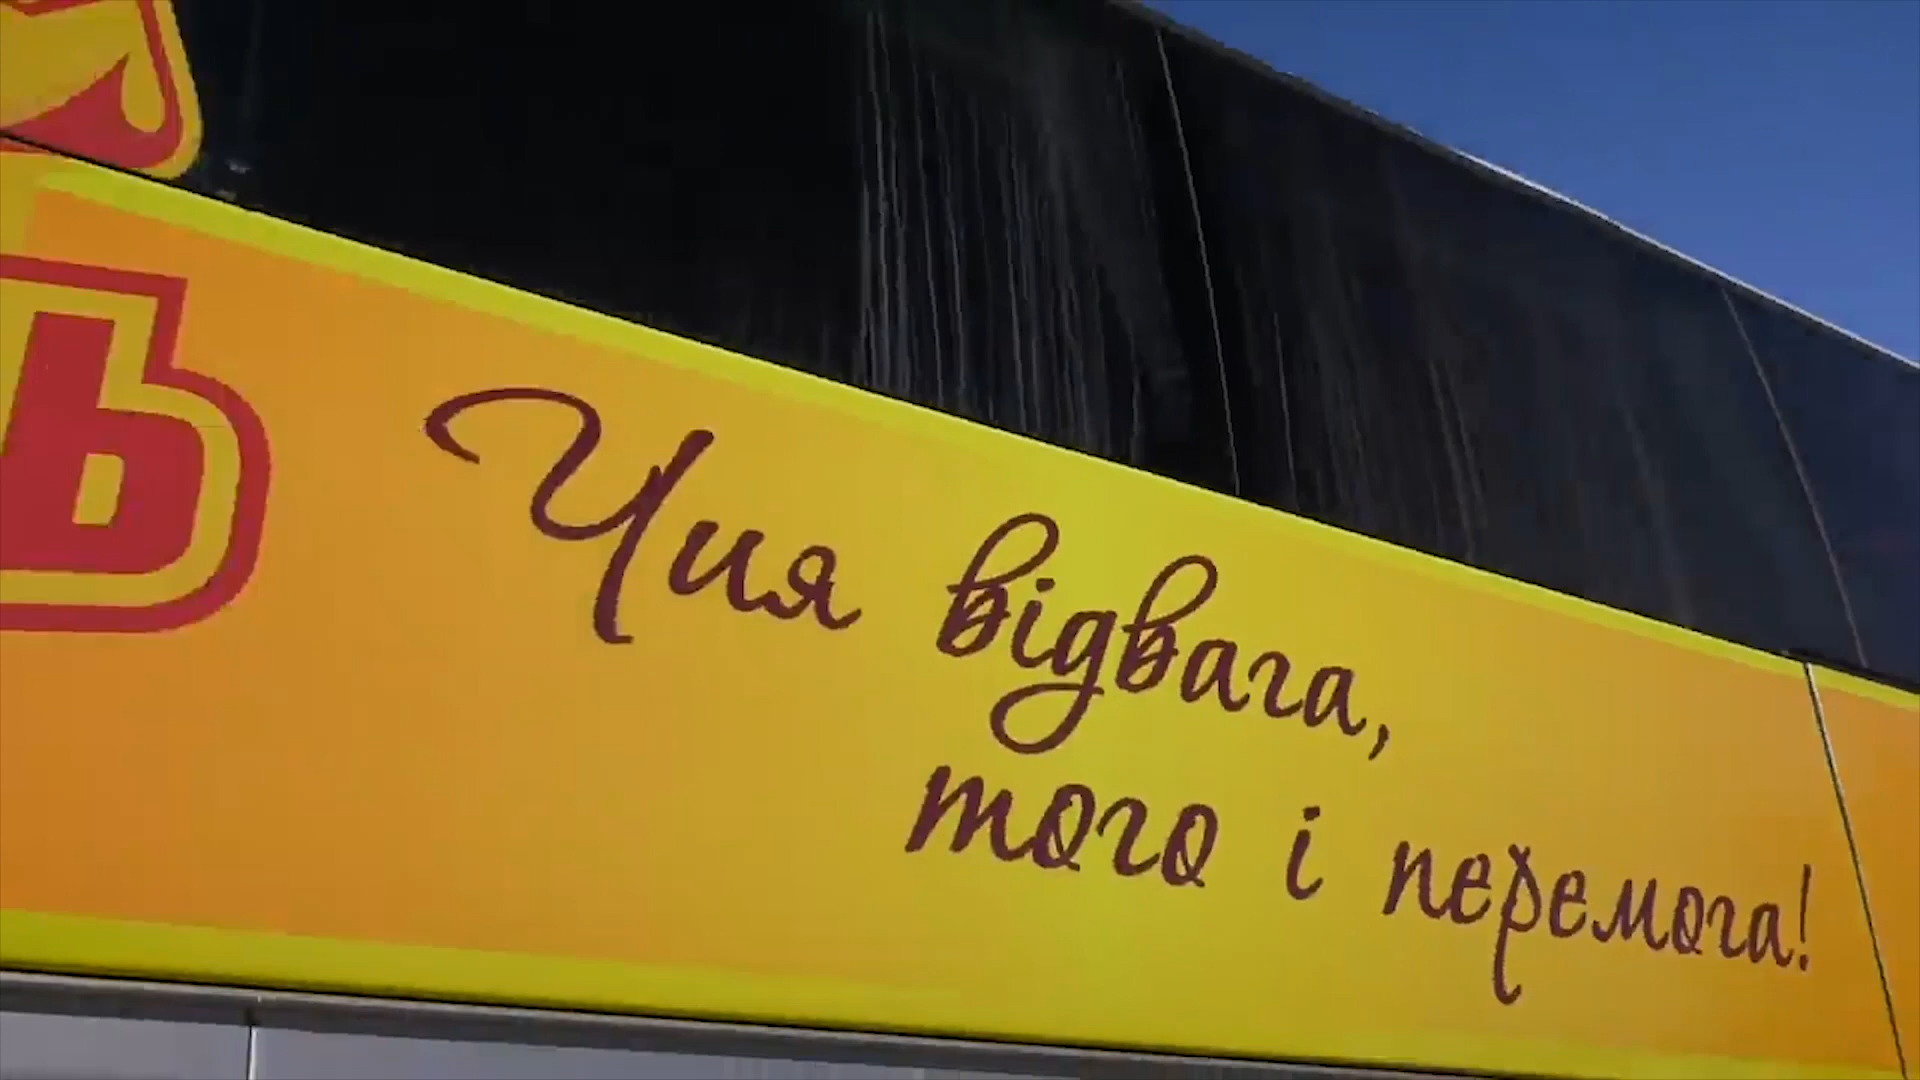 ь
Чия відвага,
того і перемога!